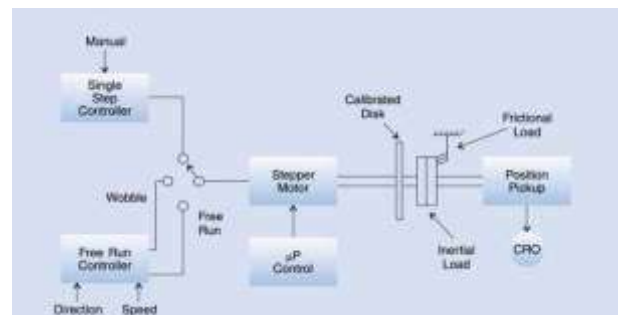 Manual
Single
Step
Controller
Calibrated
Disk
Frictional
Load
Stepper
Motor
Position
Pickup
Wobble
Free
Run
Free Run
Controller
μP
Control
Inertial
Load
CRO
Direction
Speed